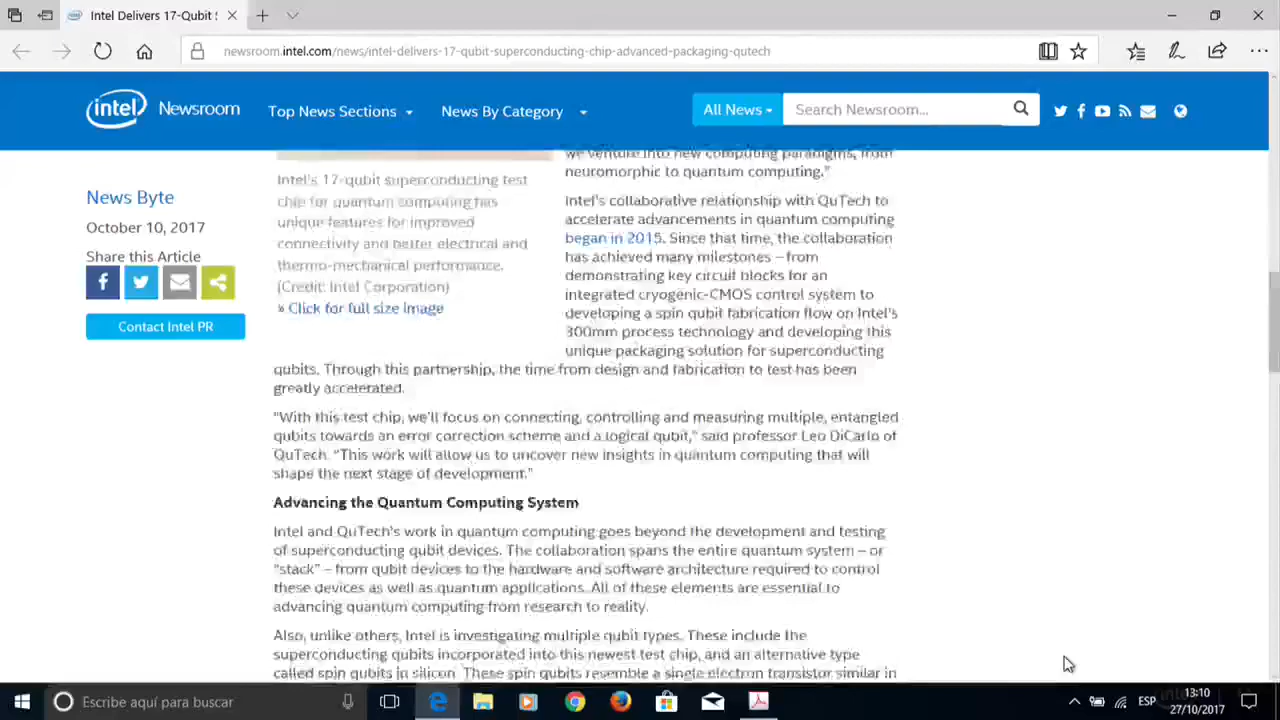 Intel Delivers 17-Qubit S
newsroom.intel.com/news/intel-delivers-17-qubit-superconducting-chip-advanced-packaging-qutech
intel Newsroom
Top News Sections
News By Category
All News
Search Newsroom...
News Byte
October 10, 2017
Share this Article
Contact Intel PR
Intel's 17-qubit superconducting test
chip for quantum computing has
unique features for improved
connectivity and better electrical and
thermo-mechanical performance.
(Credit: Intel Corporation)
» Click for full size image
we venture into new computing paradigms, from
neuromorphic to quantum computing."
Intel's collaborative relationship with QuTech to
accelerate advancements in quantum computing
began in 2015. Since that time, the collaboration
has achieved many milestones – from
demonstrating key circuit blocks for an
integrated cryogenic-CMOS control system to
developing a spin qubit fabrication flow on Intel's
300mm process technology and developing this
unique packaging solution for superconducting
qubits. Through this partnership, the time from design and fabrication to test has been
greatly accelerated.
"With this test chip, we'll focus on connecting, controlling and measuring multiple, entangled
qubits towards an error correction scheme and a logical qubit," said professor Leo DiCarlo of
QuTech. "This work will allow us to uncover new insights in quantum computing that will
shape the next stage of development."
Advancing the Quantum Computing System
Intel and QuTech's work in quantum computing goes beyond the development and testing
of superconducting qubit devices. The collaboration spans the entire quantum system – or
"stack" – from qubit devices to the hardware and software architecture required to control
these devices as well as quantum applications. All of these elements are essential to
advancing quantum computing from research to reality.
Also, unlike others, Intel is investigating multiple qubit types. These include the
superconducting qubits incorporated into this newest test chip, and an alternative type
called spin qubits in silicon. These spin qubits resemble a single electron transistor similar in
Escribe aquí para buscar
ESP
13:10
27/10/2017